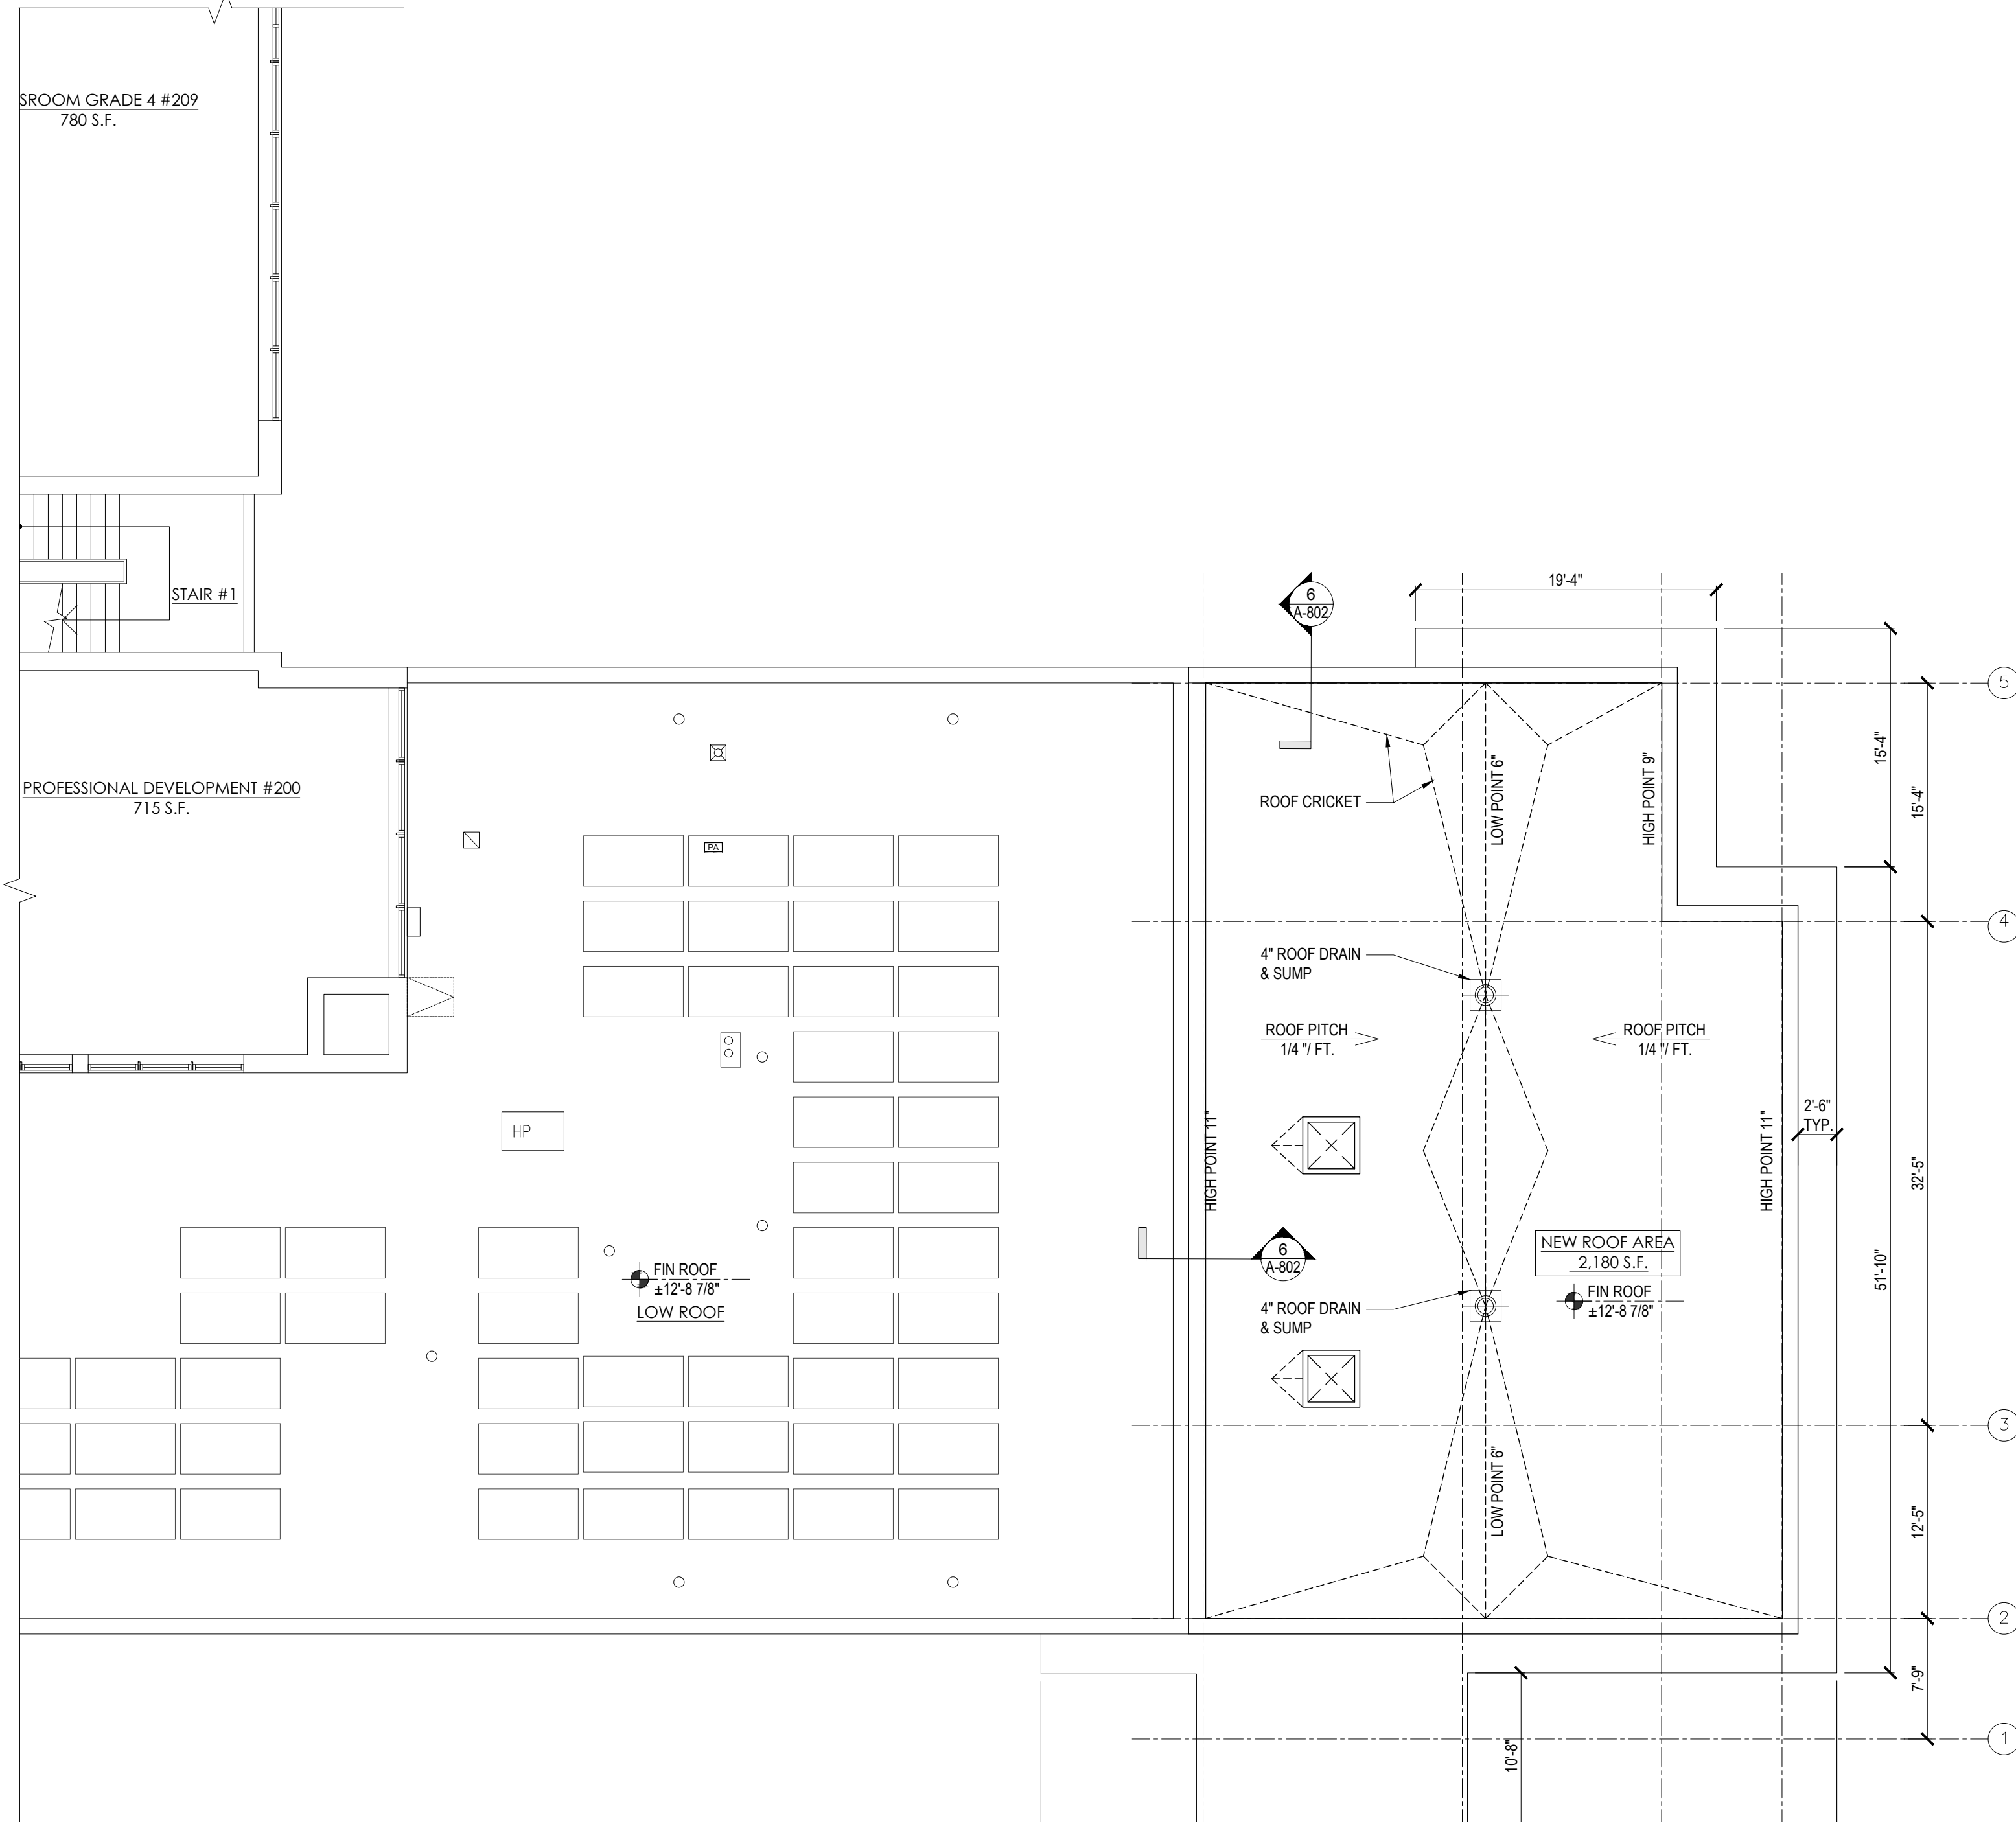 SROOM GRADE 4 #209
780 S.F.
STAIR #1
PROFESSIONAL DEVELOPMENT #200
715 S.F.
PA
HP
FIN ROOF
±12'-8 7/8"
LOW ROOF
6
A-802
19'-4"
ROOF CRICKET
LOW POINT 6"
HIGH POINT 9"
15'-4"
15'-4"
5
4
4" ROOF DRAIN
& SUMP
ROOF PITCH
1/4 "/ FT.
ROOF PITCH
1/4 "/ FT.
HIGH POINT 11"
HIGH POINT 11"
2'-6"
TYP.
32'-5"
51'-10"
6
A-802
NEW ROOF AREA
2,180 S.F.
FIN ROOF
±12'-8 7/8"
4" ROOF DRAIN
& SUMP
LOW POINT 6"
3
12'-5"
2
7'-9"
10'-8"
1